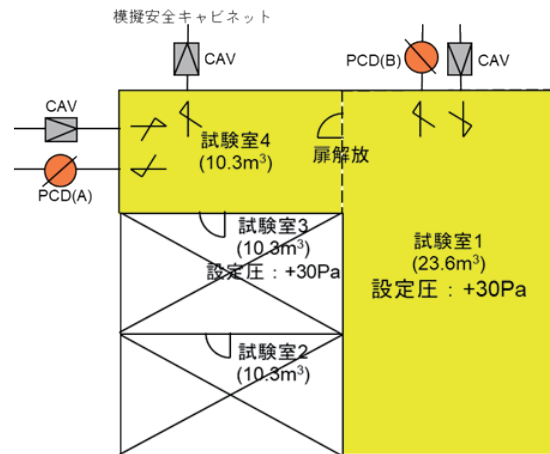 模擬安全キャビネット
CAV
PCD(B)
CAV
CAV
PCD(A)
試験室4
(10.3m³)
扉解放
試験室3
(10.3m³)
設定圧：+30Pa
試験室1
(23.6m³)
設定圧：+30Pa
試験室2
(10.3m³)